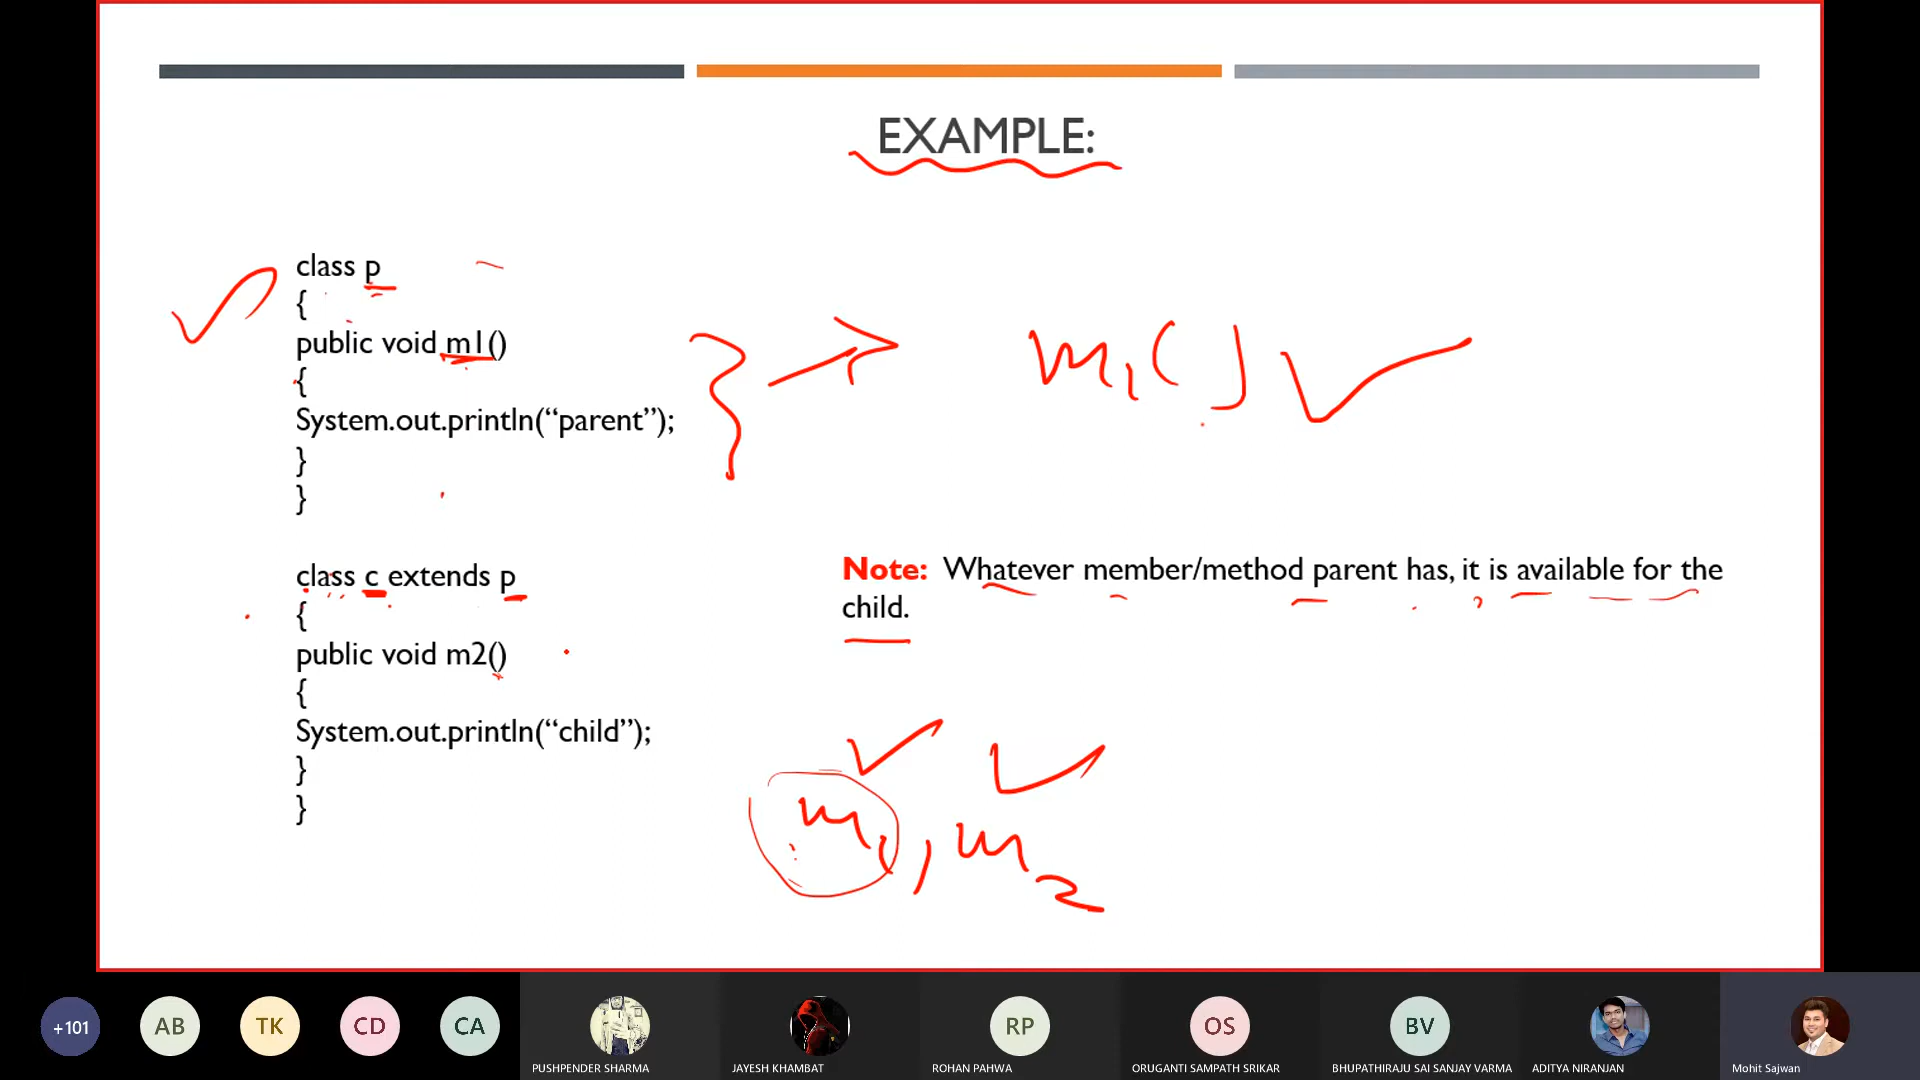 EXAMPLE:
class p
{
public void m1()
{
System.out.println(“parent”);
}
}
m1()
class c extends p
{
public void m2()
{
System.out.println(“child”);
}
}
Note: Whatever member/method parent has, it is available for the
child.
m1, m2
+101
AB
TK
CD
CA
PUSHPENDER SHARMA
JAYESH KHAMBAT
RP
ROHAN PAHWA
OS
ORUGANTI SAMPATH SRIKAR
BV
BHUPATHIRAJU SAI SANJAY VARMA
ADITYA NIRANJAN
Mohit Sajwan